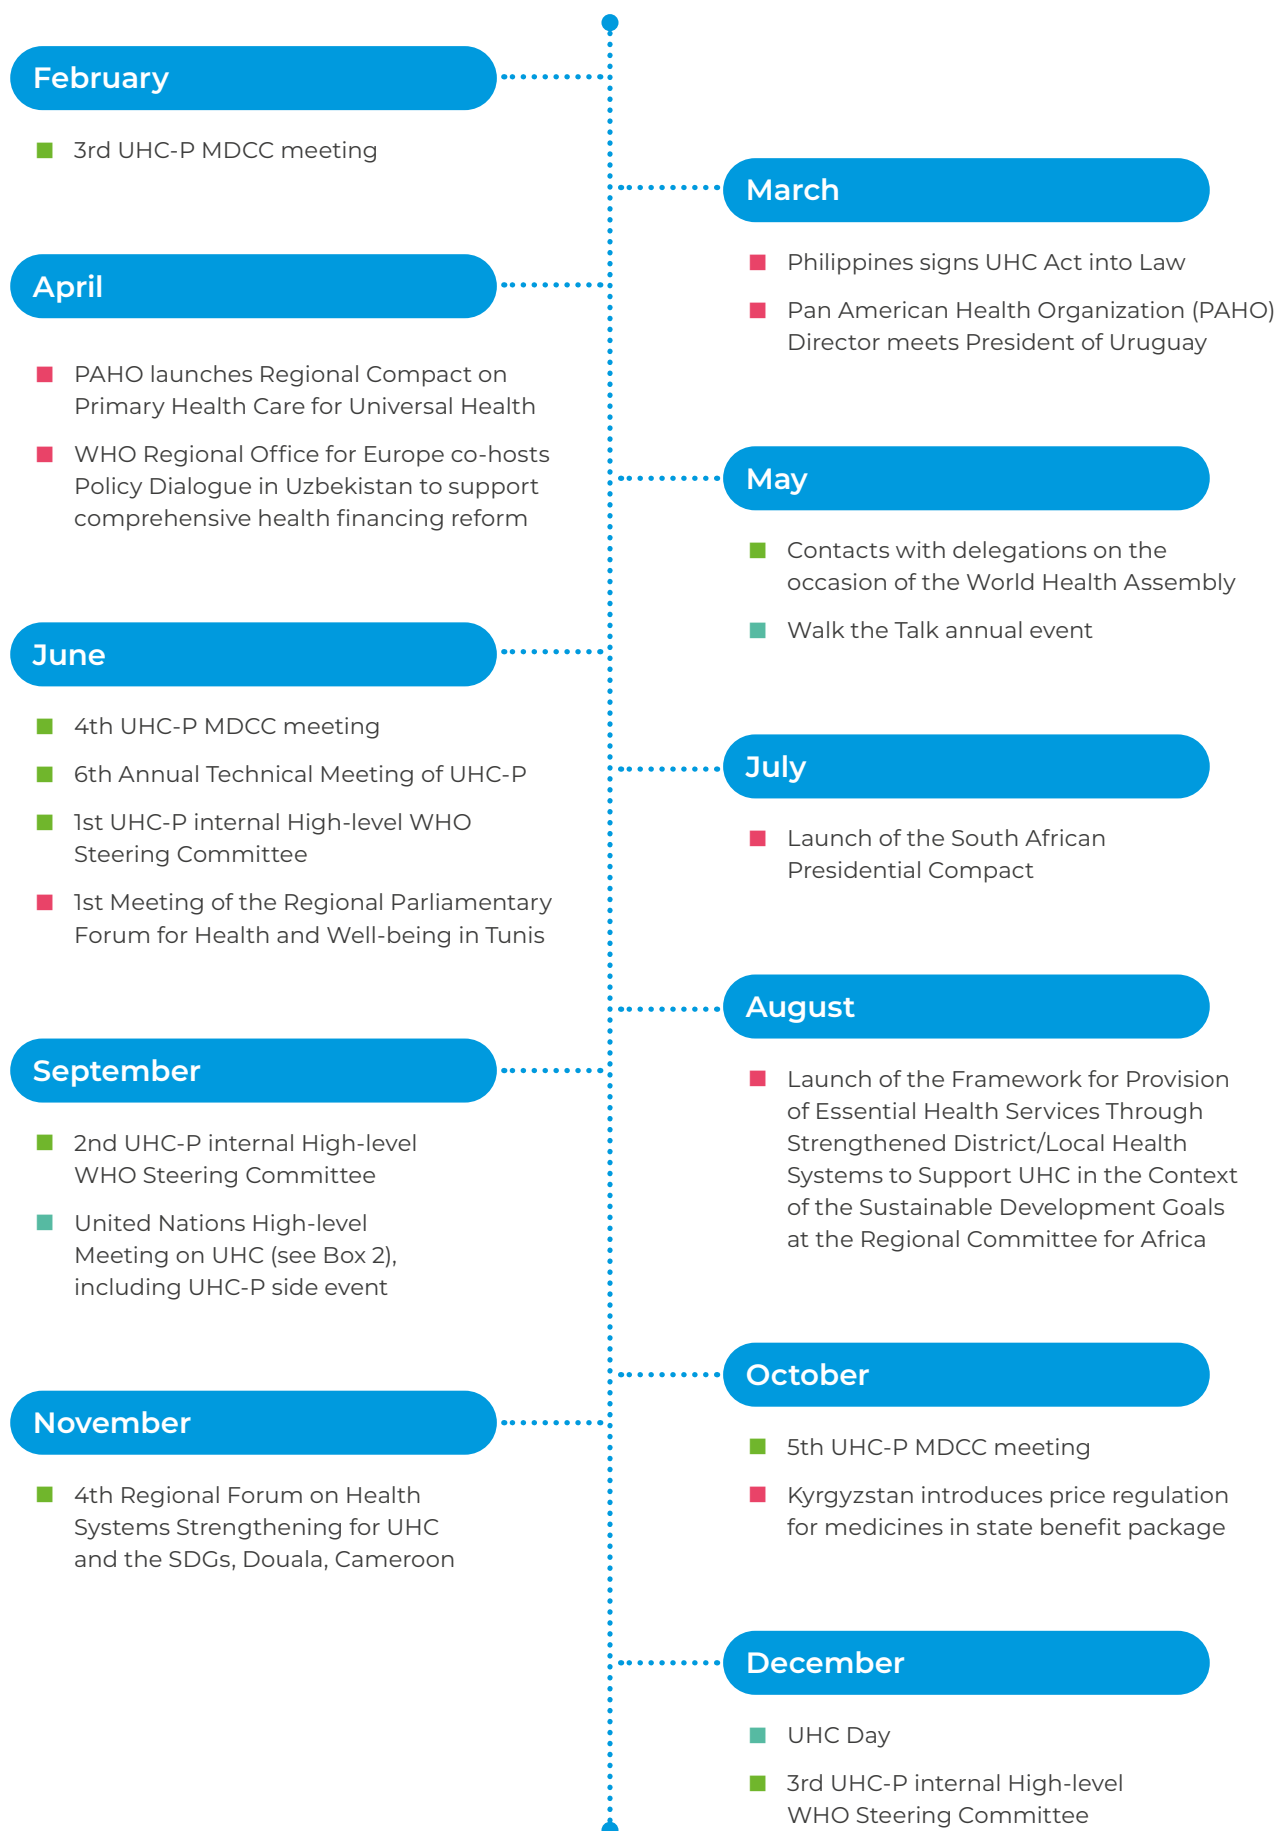 February
3rd UHC-P MDCC meeting
March
Philippines signs UHC Act into Law
Pan American Health Organization (PAHO)
Director meets President of Uruguay
April
PAHO launches Regional Compact on
Primary Health Care for Universal Health
WHO Regional Office for Europe co-hosts
Policy Dialogue in Uzbekistan to support
comprehensive health financing reform
May
Contacts with delegations on the
occasion of the World Health Assembly
Walk the Talk annual event
June
4th UHC-P MDCC meeting
6th Annual Technical Meeting of UHC-P
1st UHC-P internal High-level WHO
Steering Committee
1st Meeting of the Regional Parliamentary
Forum for Health and Well-being in Tunis
July
Launch of the South African
Presidential Compact
August
Launch of the Framework for Provision
of Essential Health Services Through
Strengthened District/Local Health
Systems to Support UHC in the Context
of the Sustainable Development Goals
at the Regional Committee for Africa
September
2nd UHC-P internal High-level
WHO Steering Committee
United Nations High-level
Meeting on UHC (see Box 2),
including UHC-P side event
October
5th UHC-P MDCC meeting
Kyrgyzstan introduces price regulation
for medicines in state benefit package
November
4th Regional Forum on Health
Systems Strengthening for UHC
and the SDGs, Douala, Cameroon
December
UHC Day
3rd UHC-P internal High-level
WHO Steering Committee